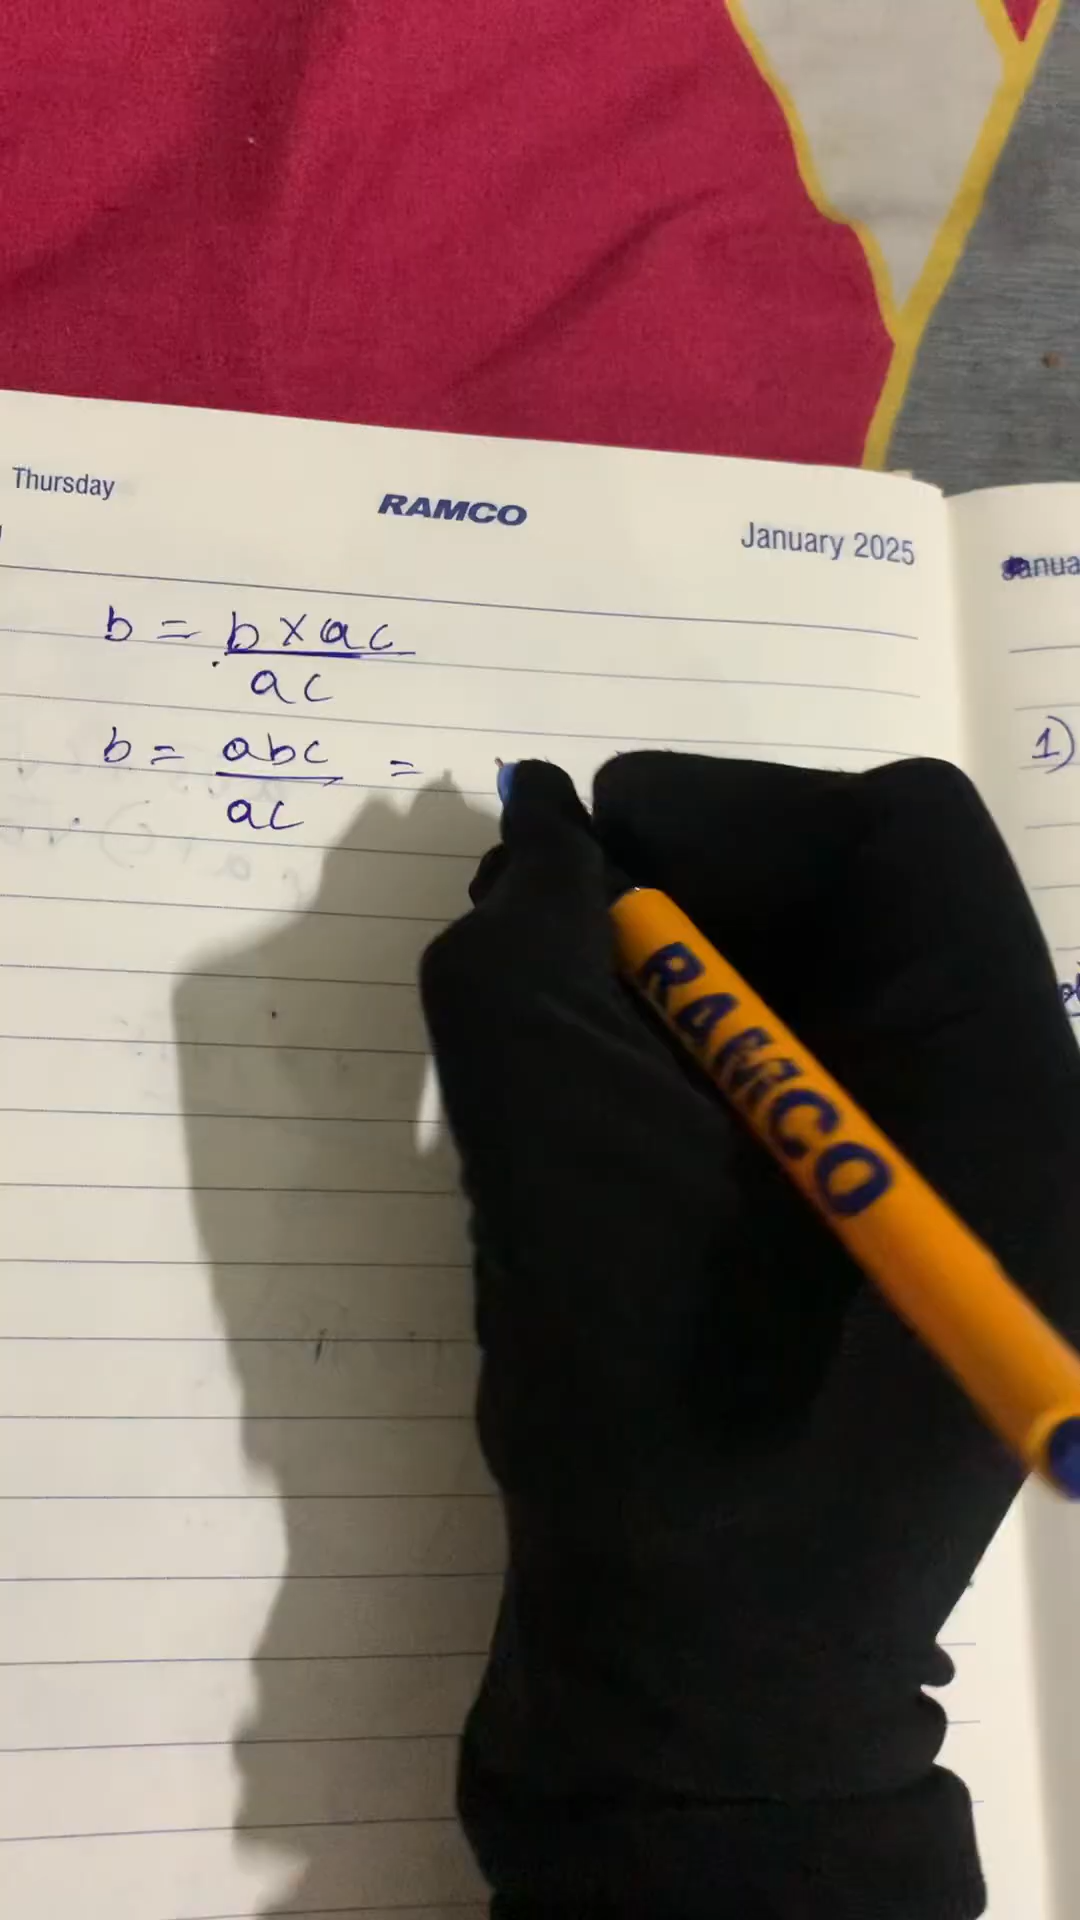 Thursday RAMCO January 2025
b = b × ac
ac
b = abc =
ac
1)
RAMCO